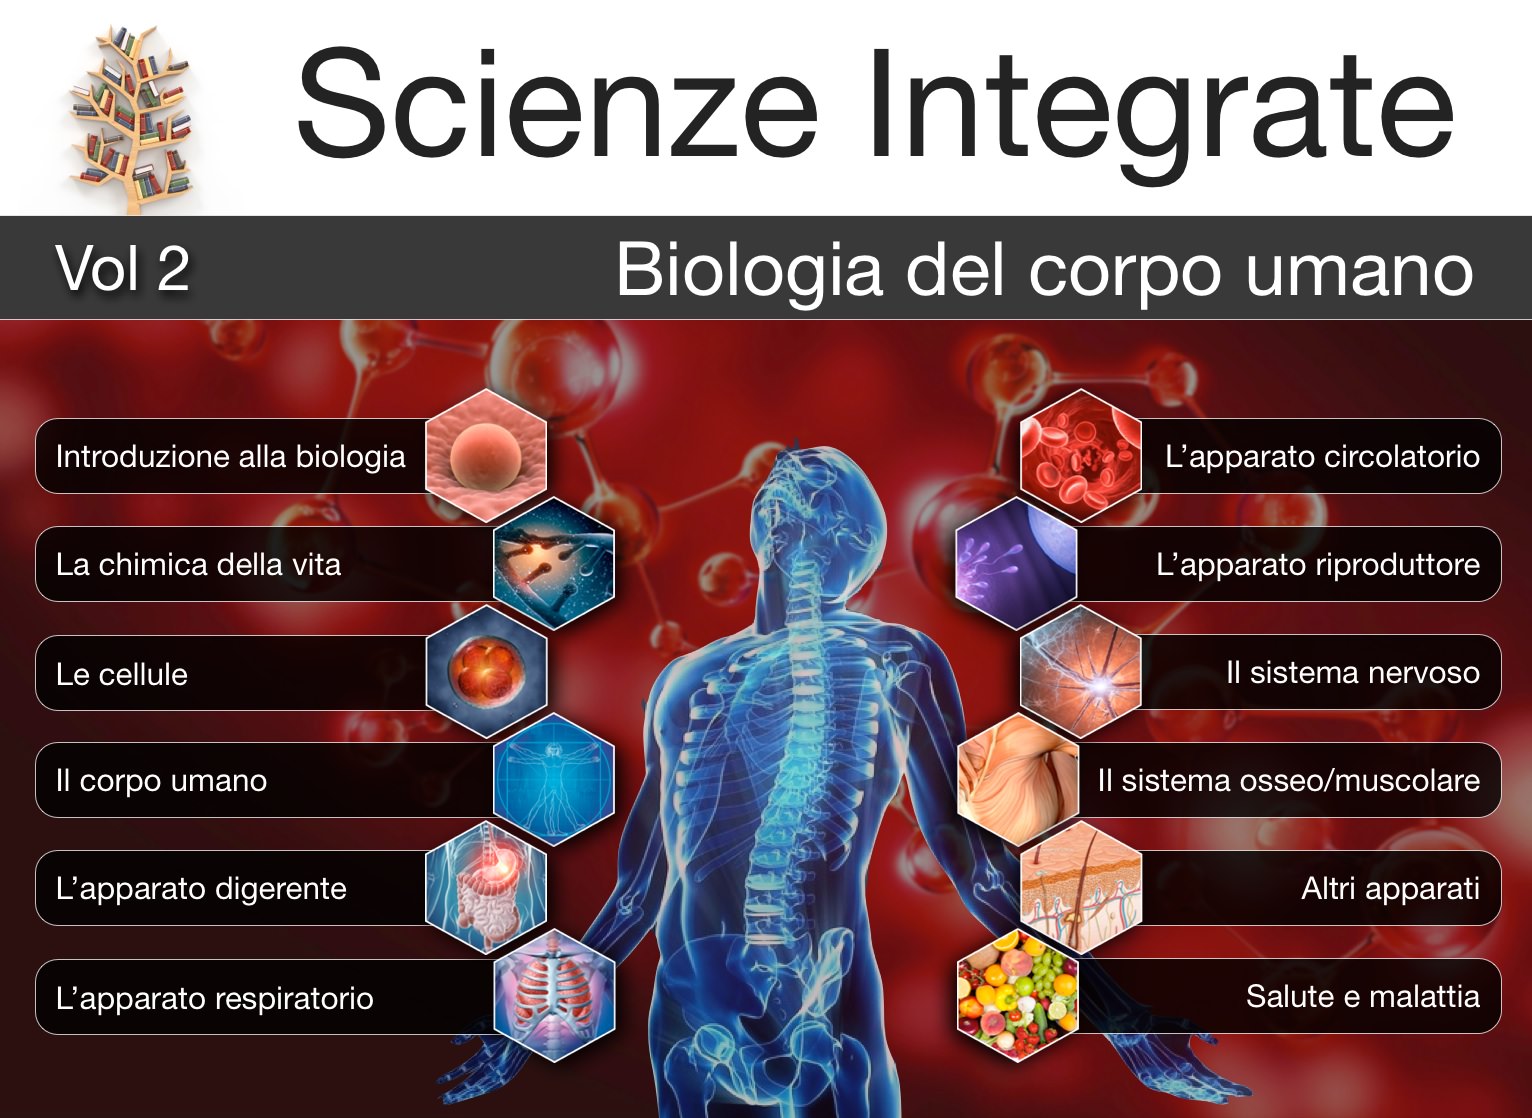 Scienze Integrate
Vol 2
Biologia del corpo umano
Introduzione alla biologia
La chimica della vita
Le cellule
Il corpo umano
L’apparato digerente
L’apparato respiratorio
L’apparato circolatorio
L’apparato riproduttore
Il sistema nervoso
Il sistema osseo/muscolare
Altri apparati
Salute e malattia